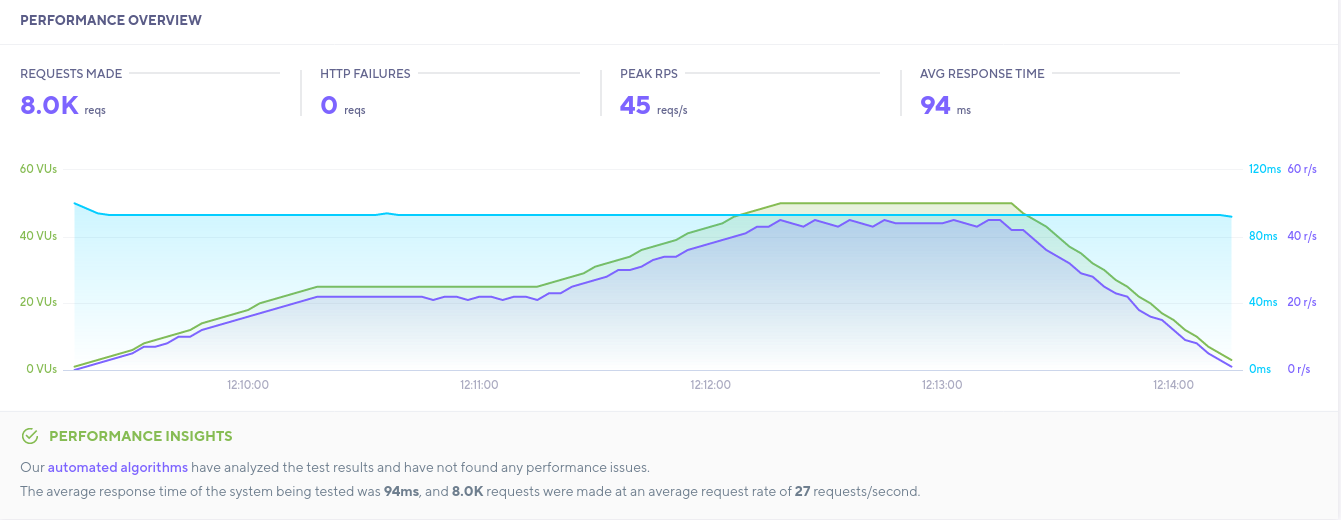 PERFORMANCE OVERVIEW
REQUESTS MADE
8.0K reqs
HTTP FAILURES
0 reqs
PEAK RPS
45 reqs/s
AVG RESPONSE TIME
94 ms
60 VUs
40 VUs
20 VUs
0 VUs
120ms 60 r/s
80ms 40 r/s
40ms 20 r/s
0ms 0 r/s
12:10:00 12:11:00 12:12:00 12:13:00 12:14:00
PERFORMANCE INSIGHTS
Our automated algorithms have analyzed the test results and have not found any performance issues.
The average response time of the system being tested was 94ms, and 8.0K requests were made at an average request rate of 27 requests/second.